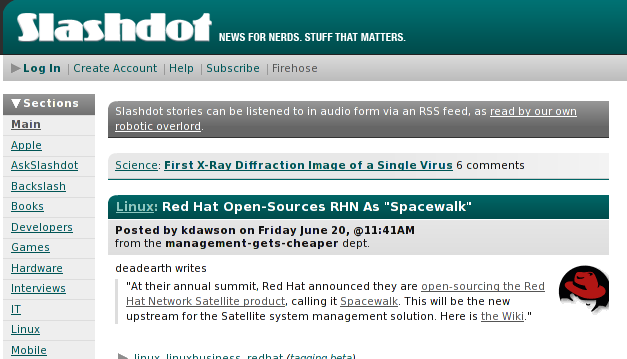 Slashdot NEWS FOR NERDS. STUFF THAT MATTERS.
Log In | Create Account | Help | Subscribe | Firehose
Sections
Main
Apple
AskSlashdot
Backslash
Books
Developers
Games
Hardware
Interviews
IT
Linux
Mobile
Slashdot stories can be listened to in audio form via an RSS feed, as read by our own
robotic overlord.
Science: First X-Ray Diffraction Image of a Single Virus 6 comments
Linux: Red Hat Open-Sources RHN As "Spacewalk"
Posted by kdawson on Friday June 20, @11:41AM
from the management-gets-cheaper dept.
deadearth writes
"At their annual summit, Red Hat announced they are open-sourcing the Red
Hat Network Satellite product, calling it Spacewalk. This will be the new
upstream for the Satellite system management solution. Here is the Wiki."
linux, linuxbusiness, redhat (tagging beta)